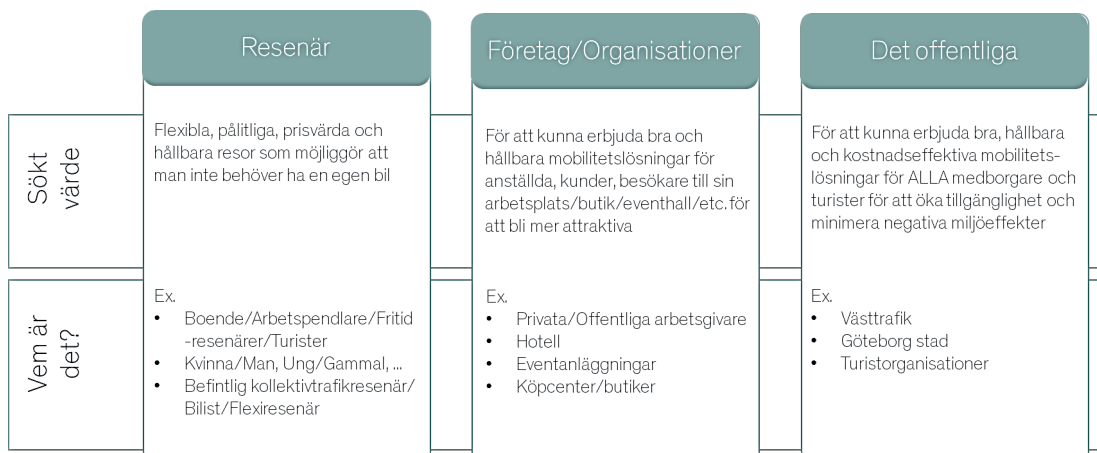 Resenär
Företag/Organisationer
Det offentliga
Sökt
värde
Flexibla, pålitliga, prisvärda och
hållbara resor som möjliggör att
man inte behöver ha en egen bil
För att kunna erbjuda bra och
hållbara mobilitetslösningar för
anställda, kunder, besökare till sin
arbetsplats/butik/eventhall/etc. för
att bli mer attraktiva
För att kunna erbjuda bra, hållbara
och kostnadseffektiva mobilitets-
lösningar för ALLA medborgare och
turister för att öka tillgänglighet och
minimera negativa miljöeffekter
Vem är
det?
Ex.
• Boende/Arbetspendlare/Fritid
-resenärer/Turister
• Kvinna/Man, Ung/Gammal, ...
• Befintlig kollektivtrafikresenär/
Bilist/Flexiresenär
Ex.
• Privata/Offentliga arbetsgivare
• Hotell
• Eventanläggningar
• Köpcenter/butiker
Ex.
• Västtrafik
• Göteborg stad
• Turistorganisationer